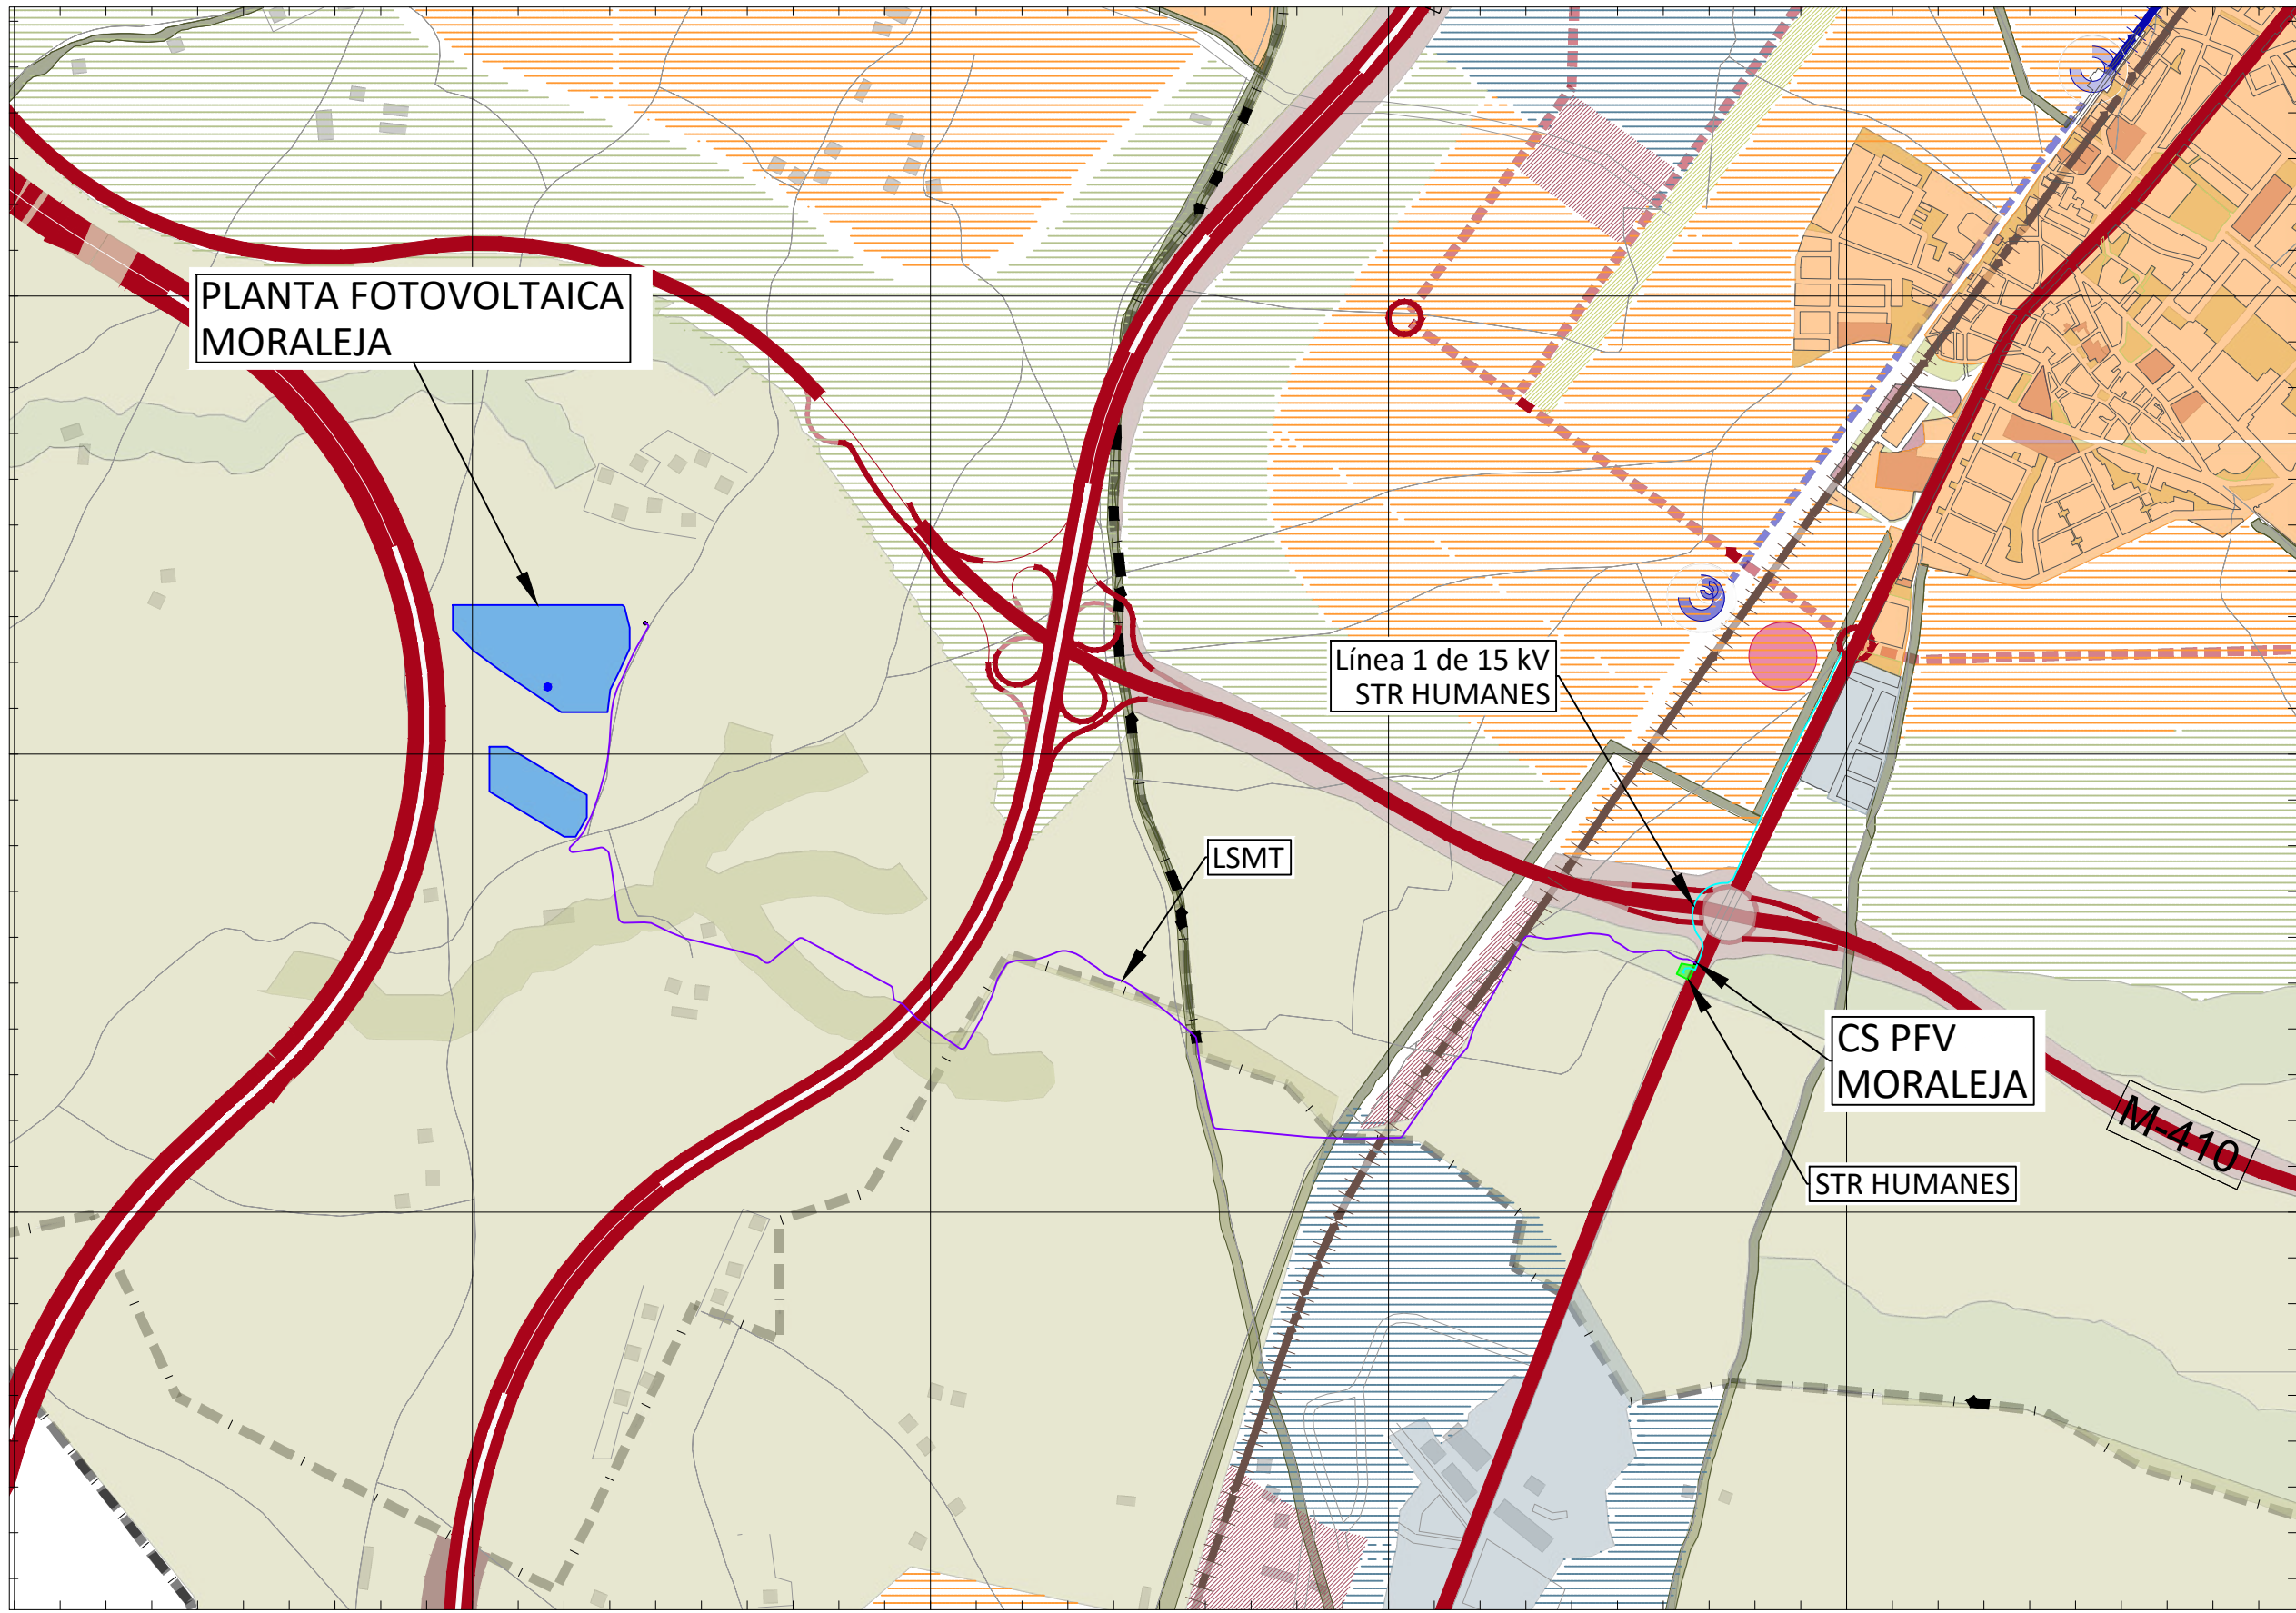 PLANTA FOTOVOLTAICA
MORALEJA
Línea 1 de 15 kV
STR HUMANES
LSMT
CS PFV
MORALEJA
M-410
STR HUMANES